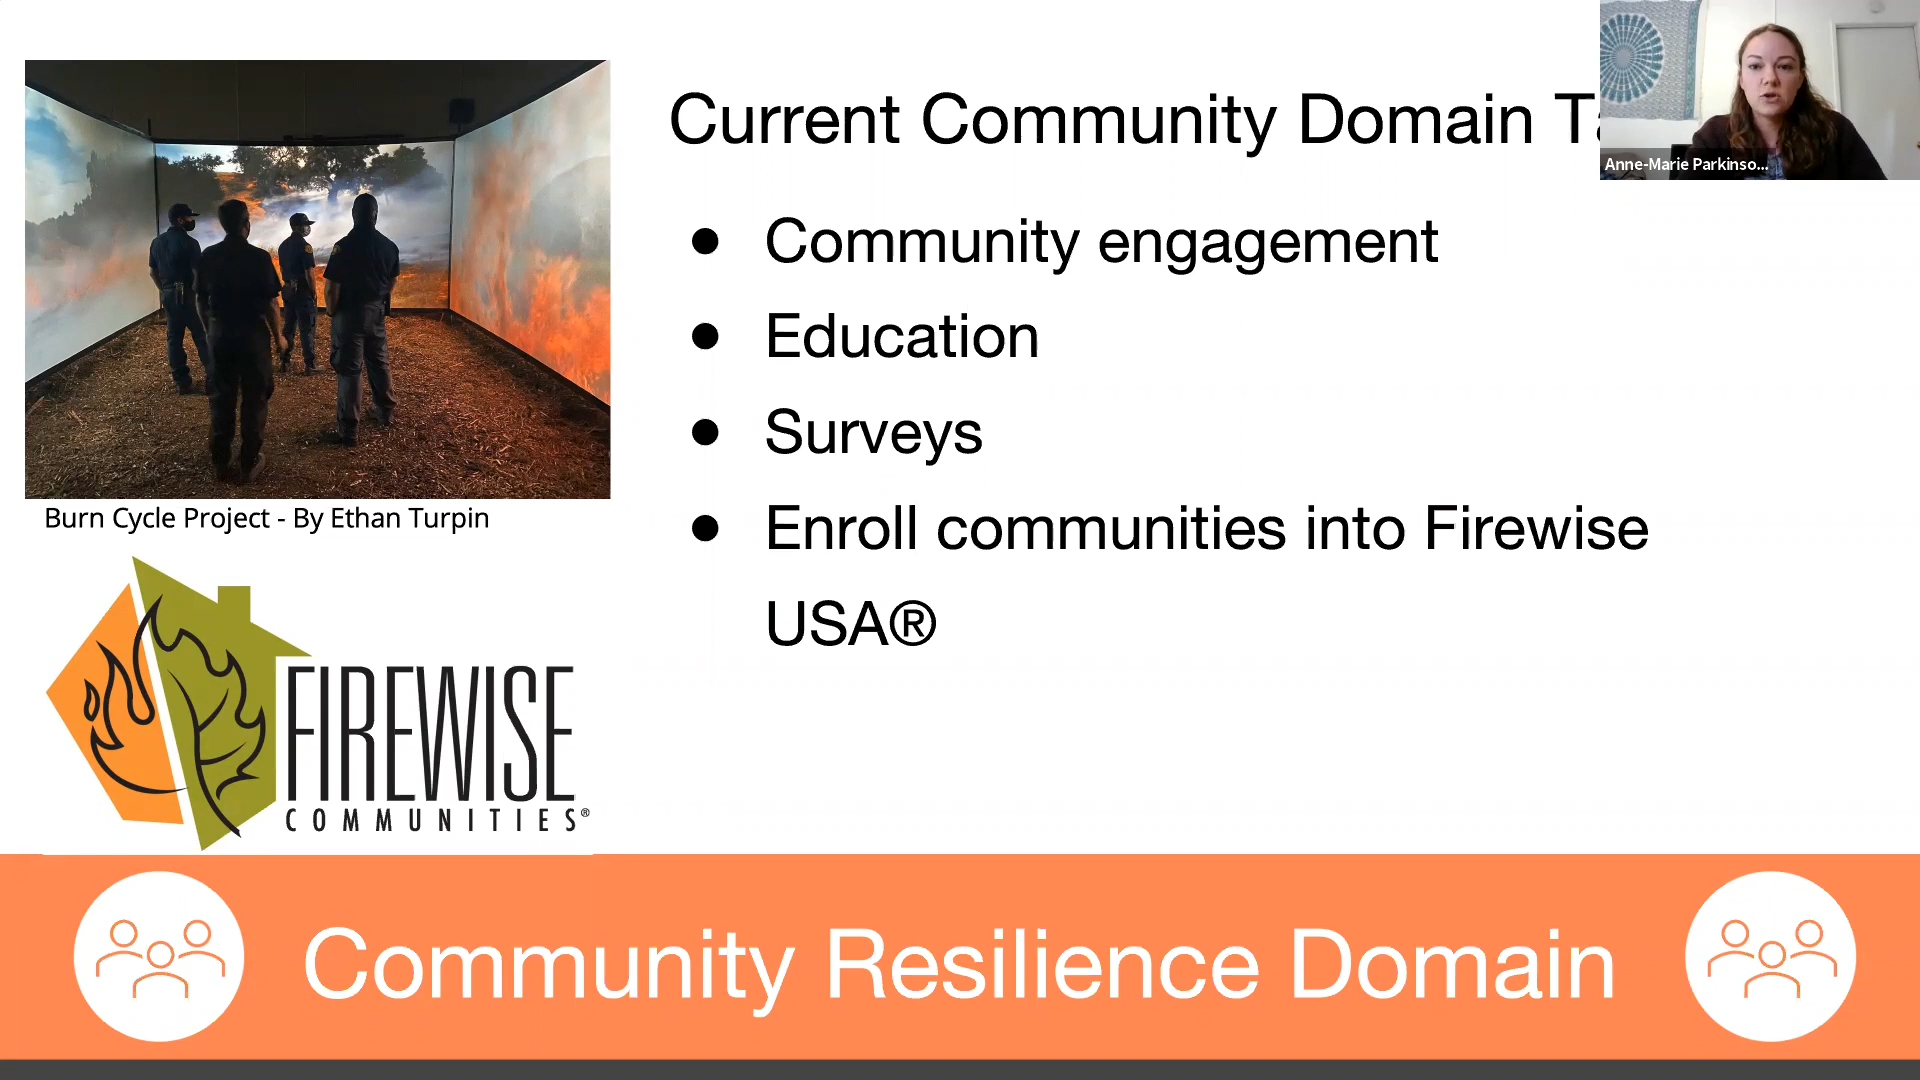 Current Community Domain
Anne-Marie Parkinso...
● Community engagement
● Education
● Surveys
● Enroll communities into Firewise
USA®
Burn Cycle Project - By Ethan Turpin
FIREWISE
COMMUNITIES®
Community Resilience Domain